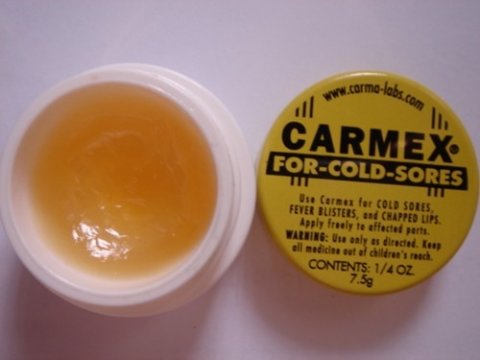 www.carma-labs.com
CARMEX®
FOR-COLD-SORES
Use Carmex for COLD SORES,
FEVER BLISTERS, and CHAPPED LIPS.
Apply freely to affected parts.
WARNING: Use only as directed. Keep
all medicine out of children's reach.
CONTENTS: 1/4 OZ.
7.5g